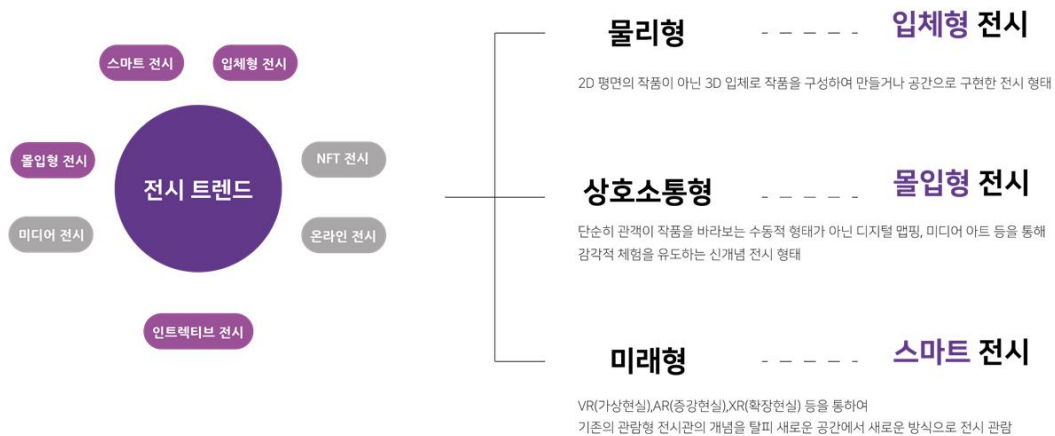 스마트 전시
입체형 전시
몰입형 전시
전시 트렌드
NFT 전시
미디어 전시
온라인 전시
인트렉티브 전시
물리형
입체형 전시
2D 평면의 작품이 아닌 3D 입체로 작품을 구성하여 만들거나 공간으로 구현한 전시 형태
상호소통형
몰입형 전시
단순히 관객이 작품을 바라보는 수동적 형태가 아닌 디지털 맵핑, 미디어 아트 등을 통해
감각적 체험을 유도하는 신개념 전시 형태
미래형
스마트 전시
VR(가상현실),AR(증강현실),XR(확장현실) 등을 통하여
기존의 관람형 전시관의 개념을 탈피 새로운 공간에서 새로운 방식으로 전시 관람